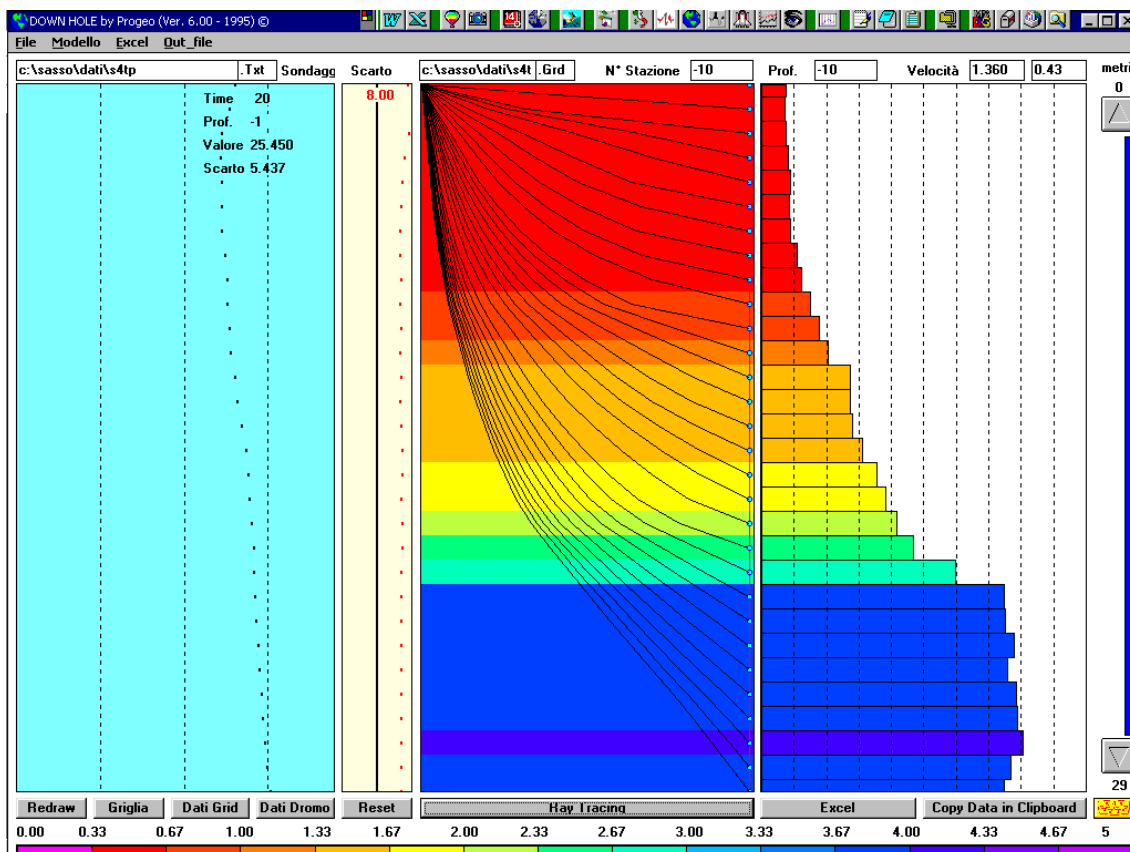 DOWN HOLE by Progeo (Ver. 6.00 - 1995) ©
File Modello Excel Out_file
c:\sasso\dati\s4tp .Txt Sondagg Scarto c:\sasso\dati\s4t .Grd N° Stazione -10 Prof. -10 Velocità 1.360 0.43 metri
0
Time 20
Prof. -1
Valore 25.450
Scarto 5.437
8.00
29
Redraw Griglia Dati Grid Dati Dromo Reset Ray Tracing Excel Copy Data in Clipboard
0.00 0.33 0.67 1.00 1.33 1.67 2.00 2.33 2.67 3.00 3.33 3.67 4.00 4.33 4.67 5